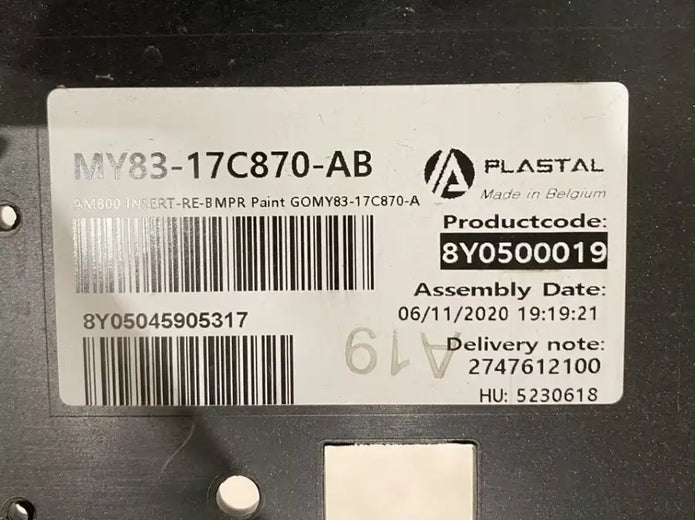 MY83-17C870-AB
AM800 INSERT-RE-BMPR Paint GOMY83-17C870-A
8Y05045905317
PLASTAL
Made in Belgium
Productcode:
8Y0500019
Assembly Date:
06/11/2020 19:19:21
Delivery note:
2747612100
HU: 5230618
A19